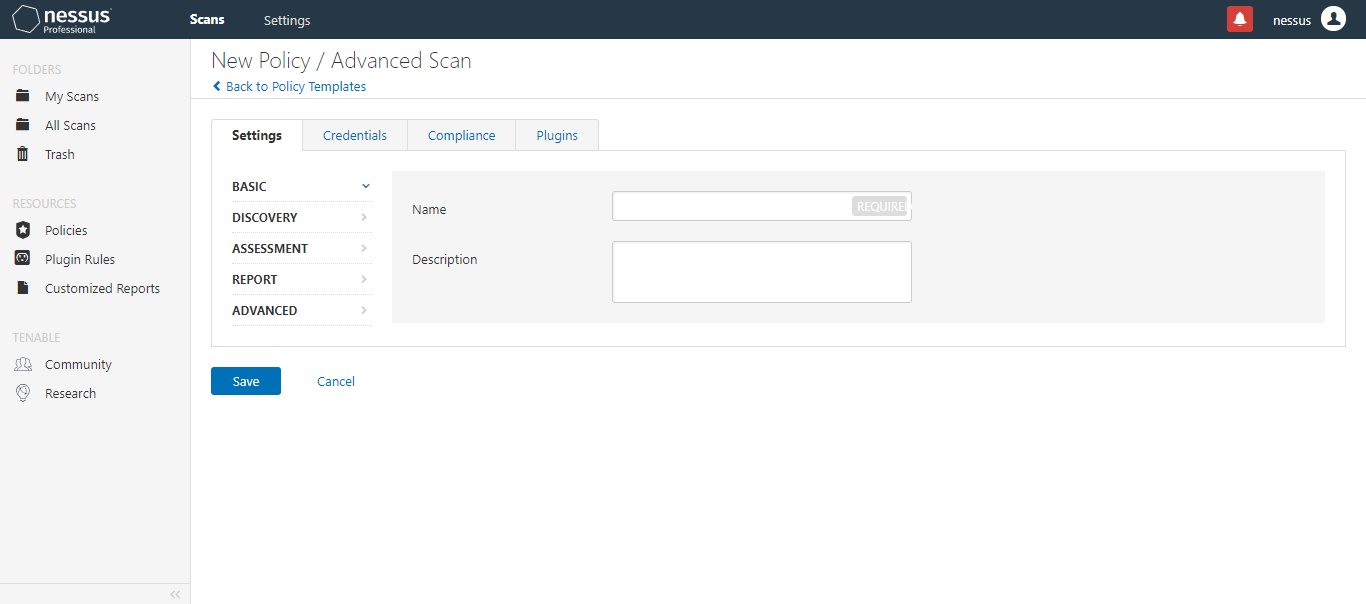 nessus
Professional
Scans
Settings
nessus
FOLDERS
My Scans
All Scans
Trash
RESOURCES
Policies
Plugin Rules
Customized Reports
TENABLE
Community
Research
New Policy / Advanced Scan
Back to Policy Templates
Settings
Credentials
Compliance
Plugins
BASIC
DISCOVERY
ASSESSMENT
REPORT
ADVANCED
Name
REQUIRED
Description
Save
Cancel